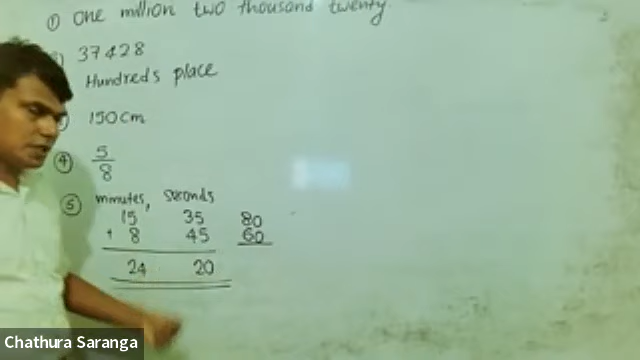 ① One million two thousand twenty.
37428
Hundreds place
150cm
④ 5/8
⑤ minutes, seconds
15 35 80
+ 8 45 60
24 20
Chathura Saranga